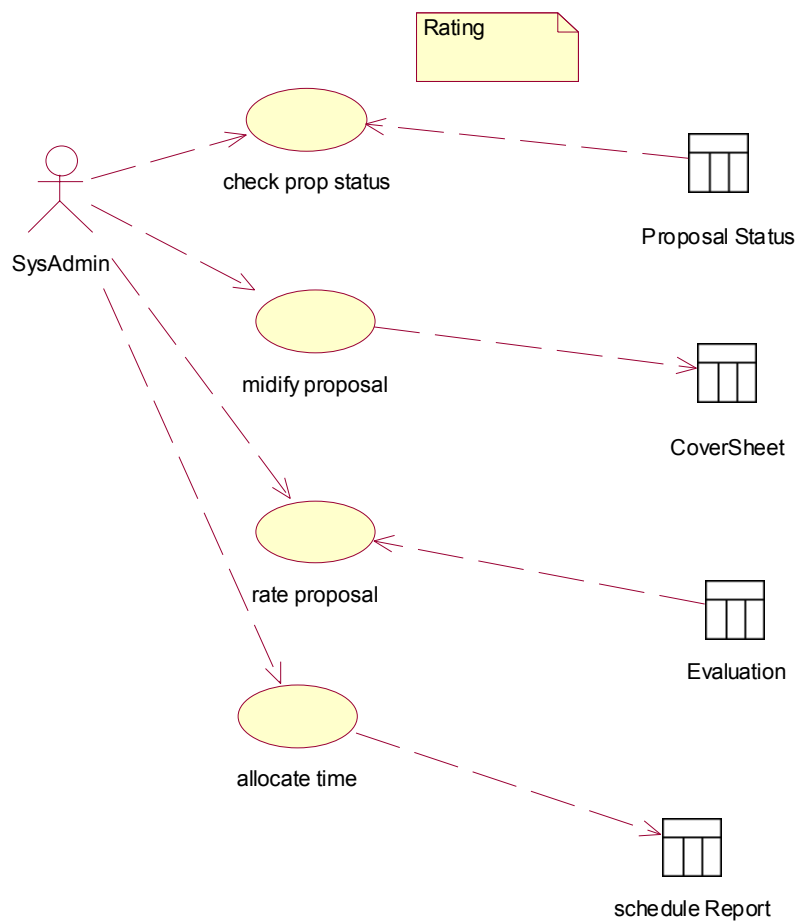 Rating
check prop status
Proposal Status
SysAdmin
midify proposal
CoverSheet
rate proposal
Evaluation
allocate time
schedule Report